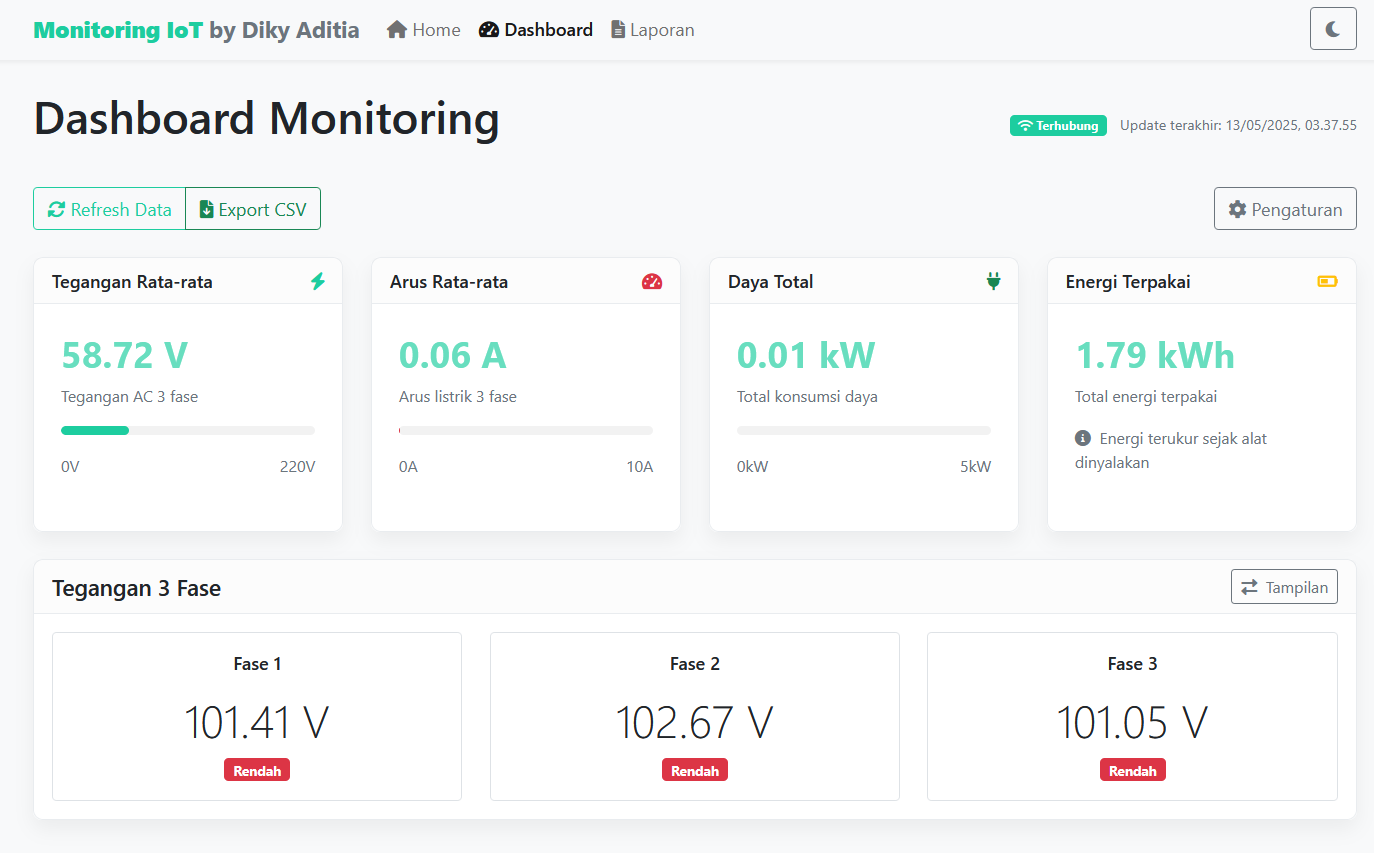 Monitoring IoT by Diky Aditia
Home
Dashboard
Laporan
Dashboard Monitoring
Terhubung
Update terakhir: 13/05/2025, 03.37.55
Refresh Data
Export CSV
Pengaturan
Tegangan Rata-rata
58.72 V
Tegangan AC 3 fase
0V
220V
Arus Rata-rata
0.06 A
Arus listrik 3 fase
0A
10A
Daya Total
0.01 kW
Total konsumsi daya
0kW
5kW
Energi Terpakai
1.79 kWh
Total energi terpakai
Energi terukur sejak alat
dinyalakan
Tegangan 3 Fase
Tampilan
Fase 1
101.41 V
Rendah
Fase 2
102.67 V
Rendah
Fase 3
101.05 V
Rendah